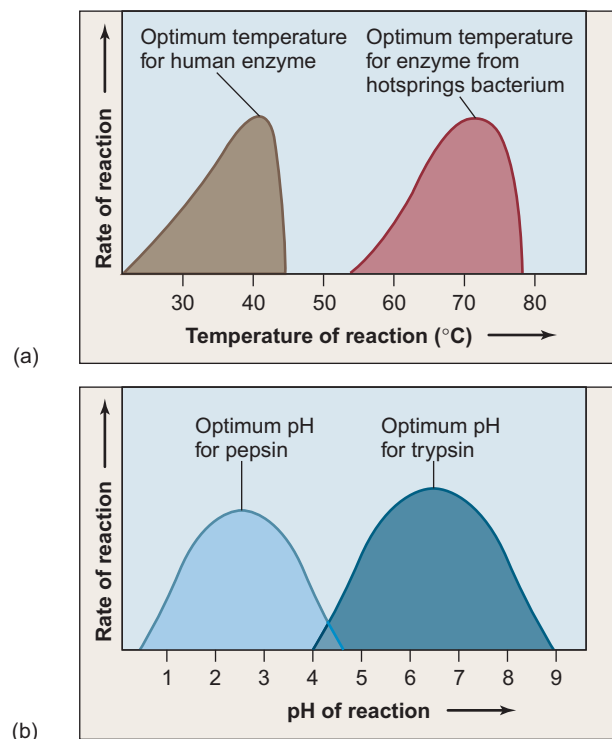 Optimum temperature
for human enzyme
Optimum temperature
for enzyme from
hotsprings bacterium
Rate of reaction
30 40 50 60 70 80
Temperature of reaction (°C)
(a)
Optimum pH
for pepsin
Optimum pH
for trypsin
Rate of reaction
1 2 3 4 5 6 7 8 9
pH of reaction
(b)